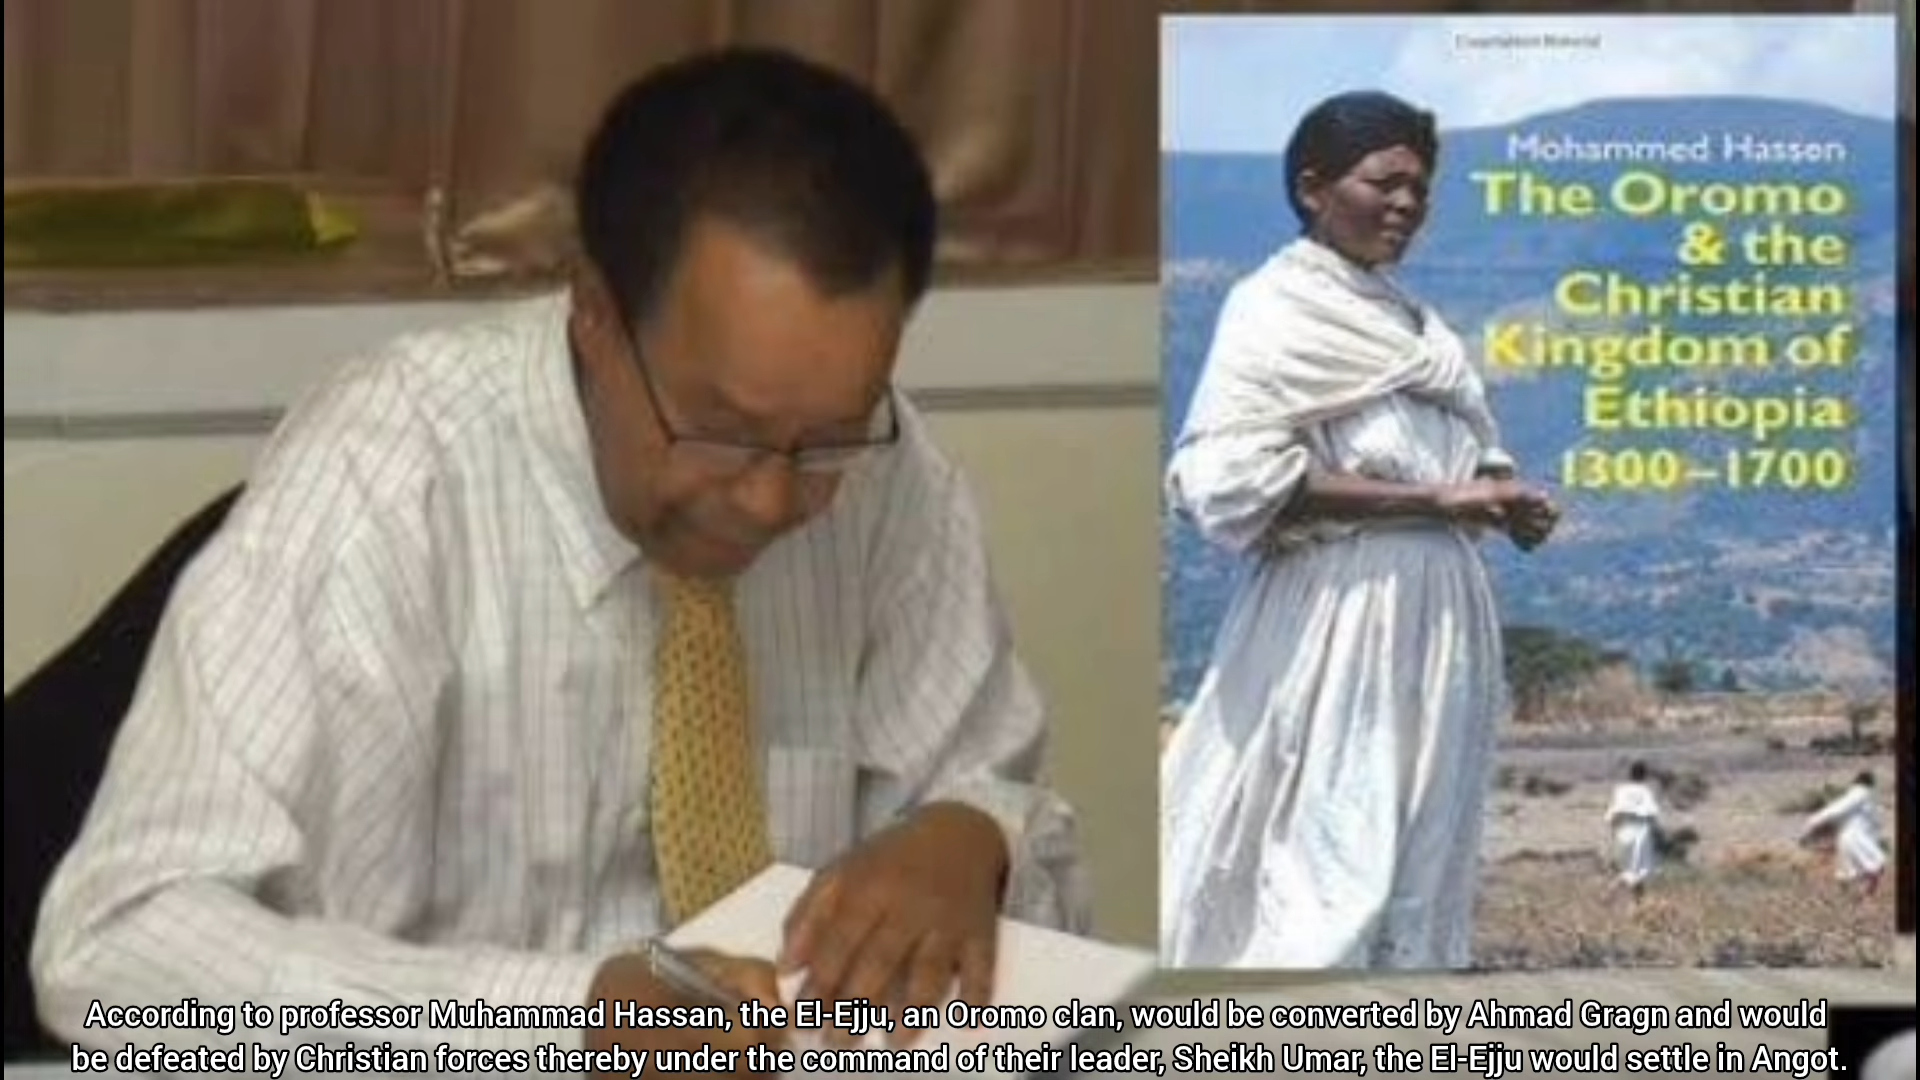 Copyrighted Material
Mohammed Hassen
The Oromo
& the
Christian
Kingdom of
Ethiopia
1300–1700
According to professor Muhammad Hassan, the El-Ejju, an Oromo clan, would be converted by Ahmad Gragn and would
be defeated by Christian forces thereby under the command of their leader, Sheikh Umar, the El-Ejju would settle in Angot.